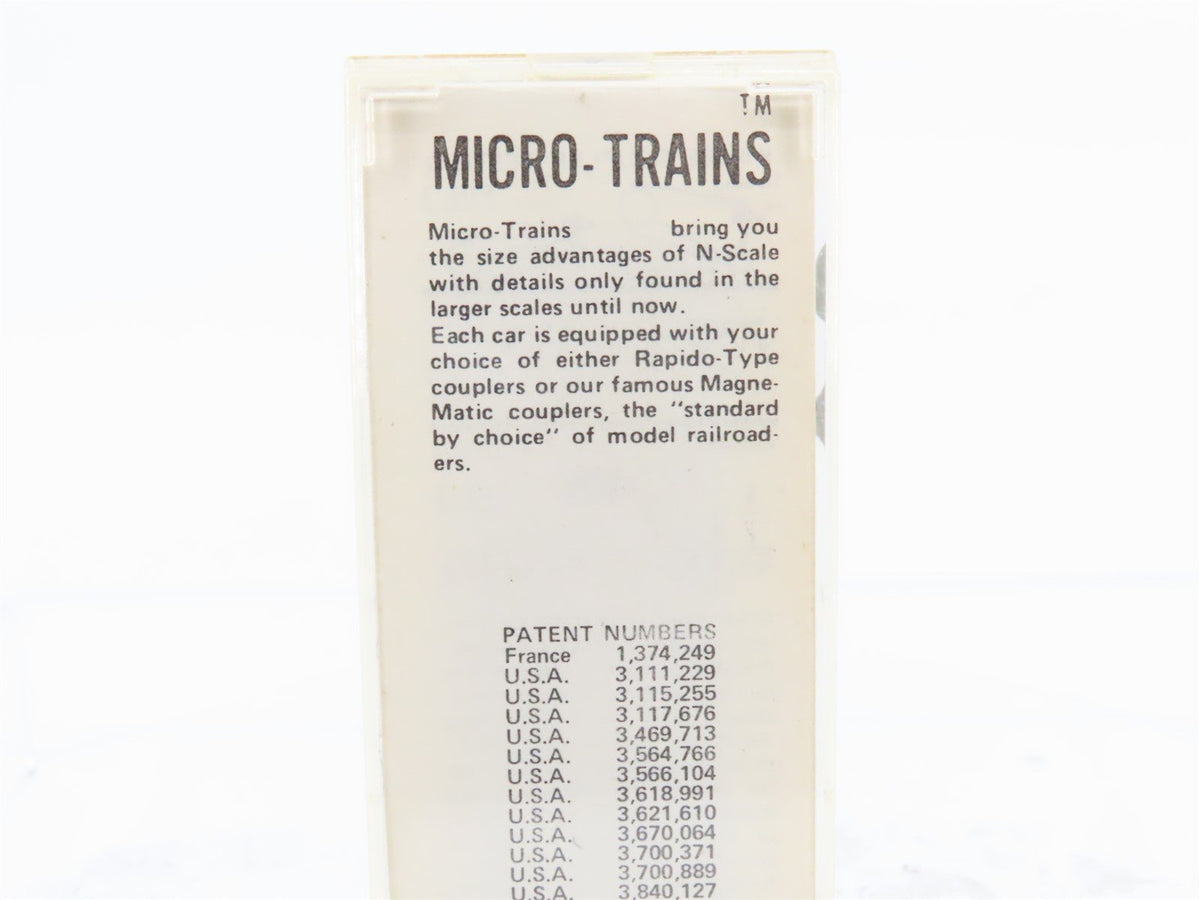 TM
MICRO-TRAINS
Micro-Trains bring you
the size advantages of N-Scale
with details only found in the
larger scales until now.
Each car is equipped with your
choice of either Rapido-Type
couplers or our famous Magne-
Matic couplers, the "standard
by choice" of model railroad-
ers.
PATENT NUMBERS
France 1,374,249
U.S.A. 3,111,229
U.S.A. 3,115,255
U.S.A. 3,117,676
U.S.A. 3,469,713
U.S.A. 3,564,766
U.S.A. 3,566,104
U.S.A. 3,618,991
U.S.A. 3,621,610
U.S.A. 3,670,064
U.S.A. 3,700,371
U.S.A. 3,700,889
U.S.A. 3,840,127